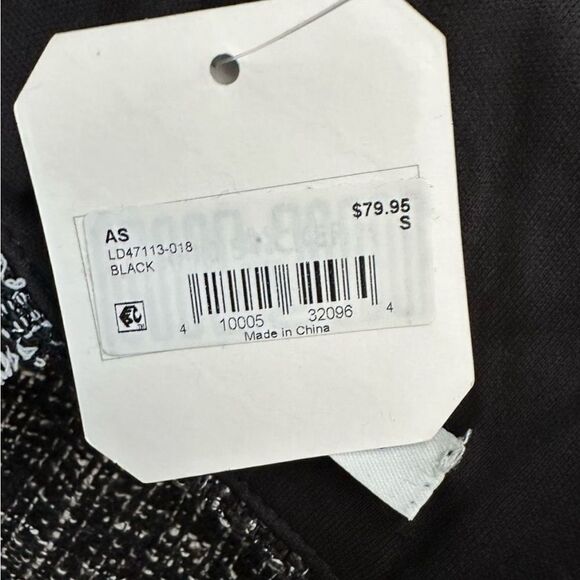 AS
$79.95
LD47113-018
S
BLACK
4 10005 32096 4
Made in China